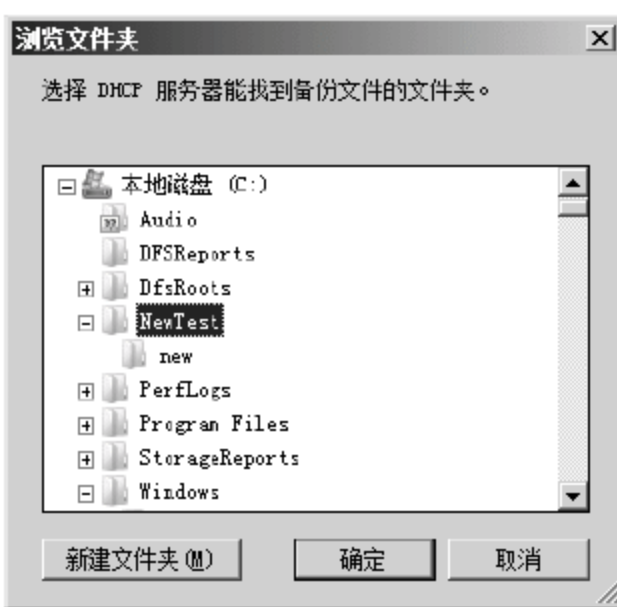 浏览文件夹
选择 DHCP 服务器能找到备份文件的文件夹。
本地磁盘 (C:)
Audio
DFSReports
DfsRoots
NewTest
new
PerfLogs
Program Files
StorageReports
Windows
新建文件夹(M)
确定
取消